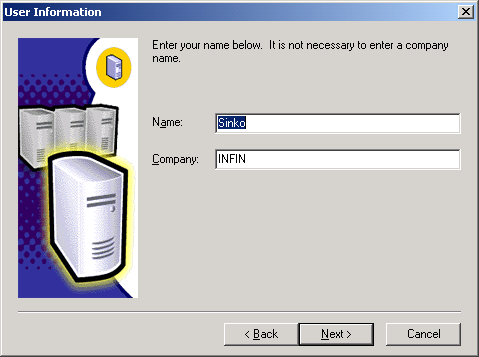 User Information
Enter your name below. It is not necessary to enter a company
name.
Name: Sinko
Company: INFIN
< Back Next > Cancel